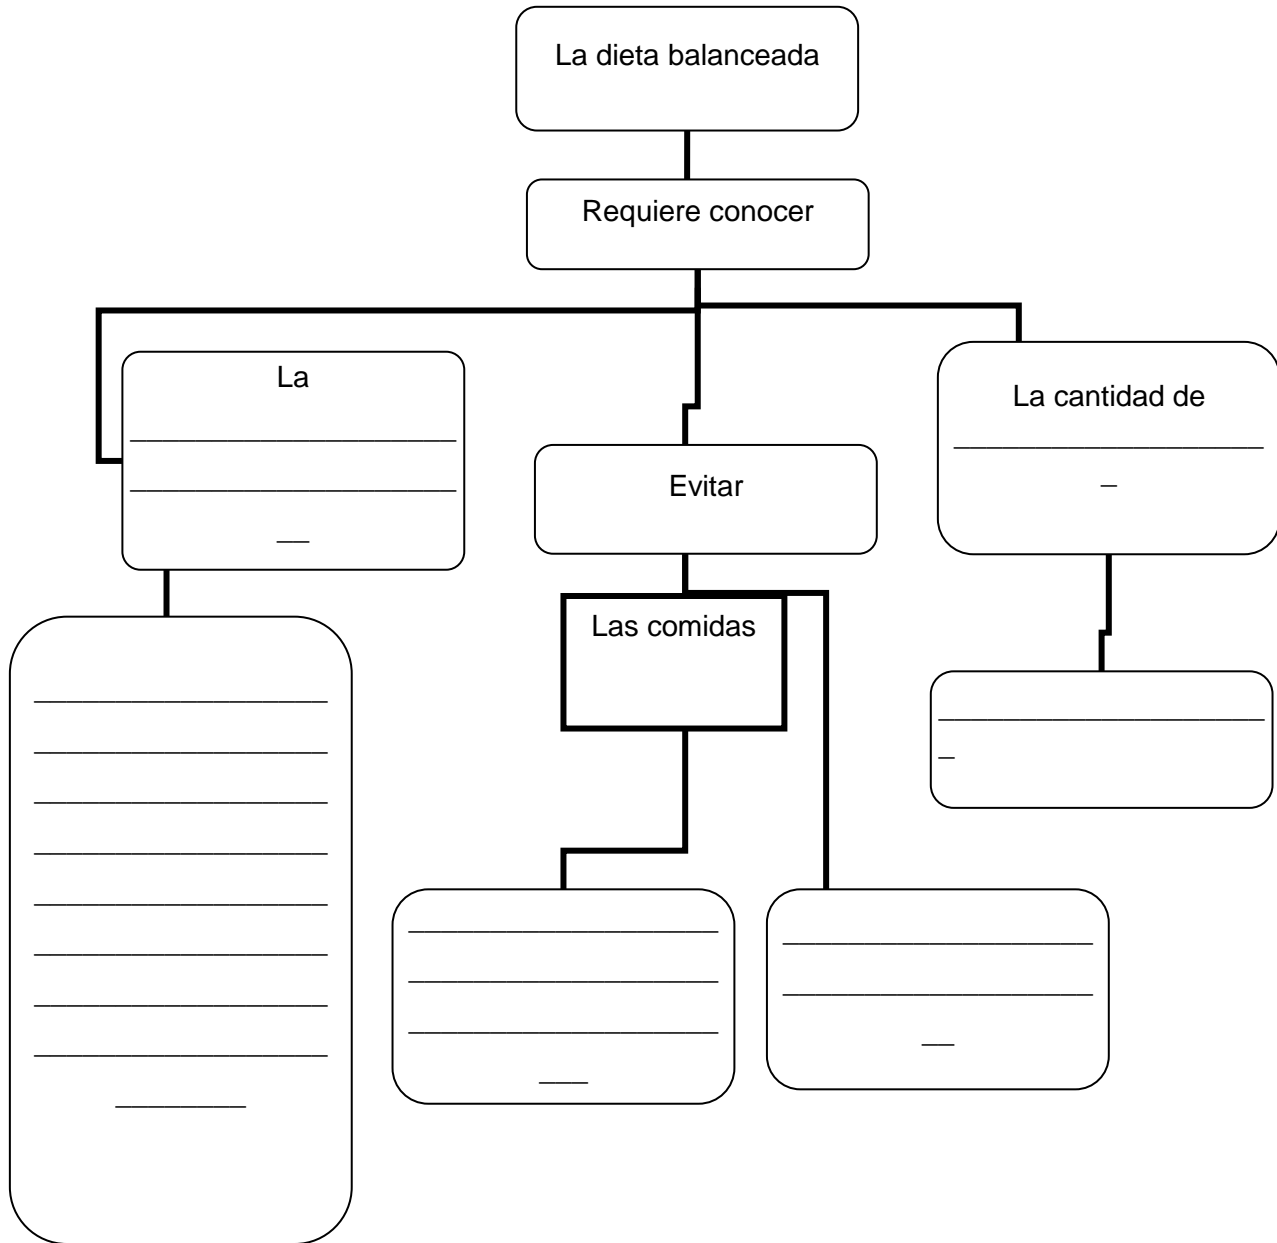 La dieta balanceada
Requiere conocer
La
La cantidad de
Evitar
Las comidas